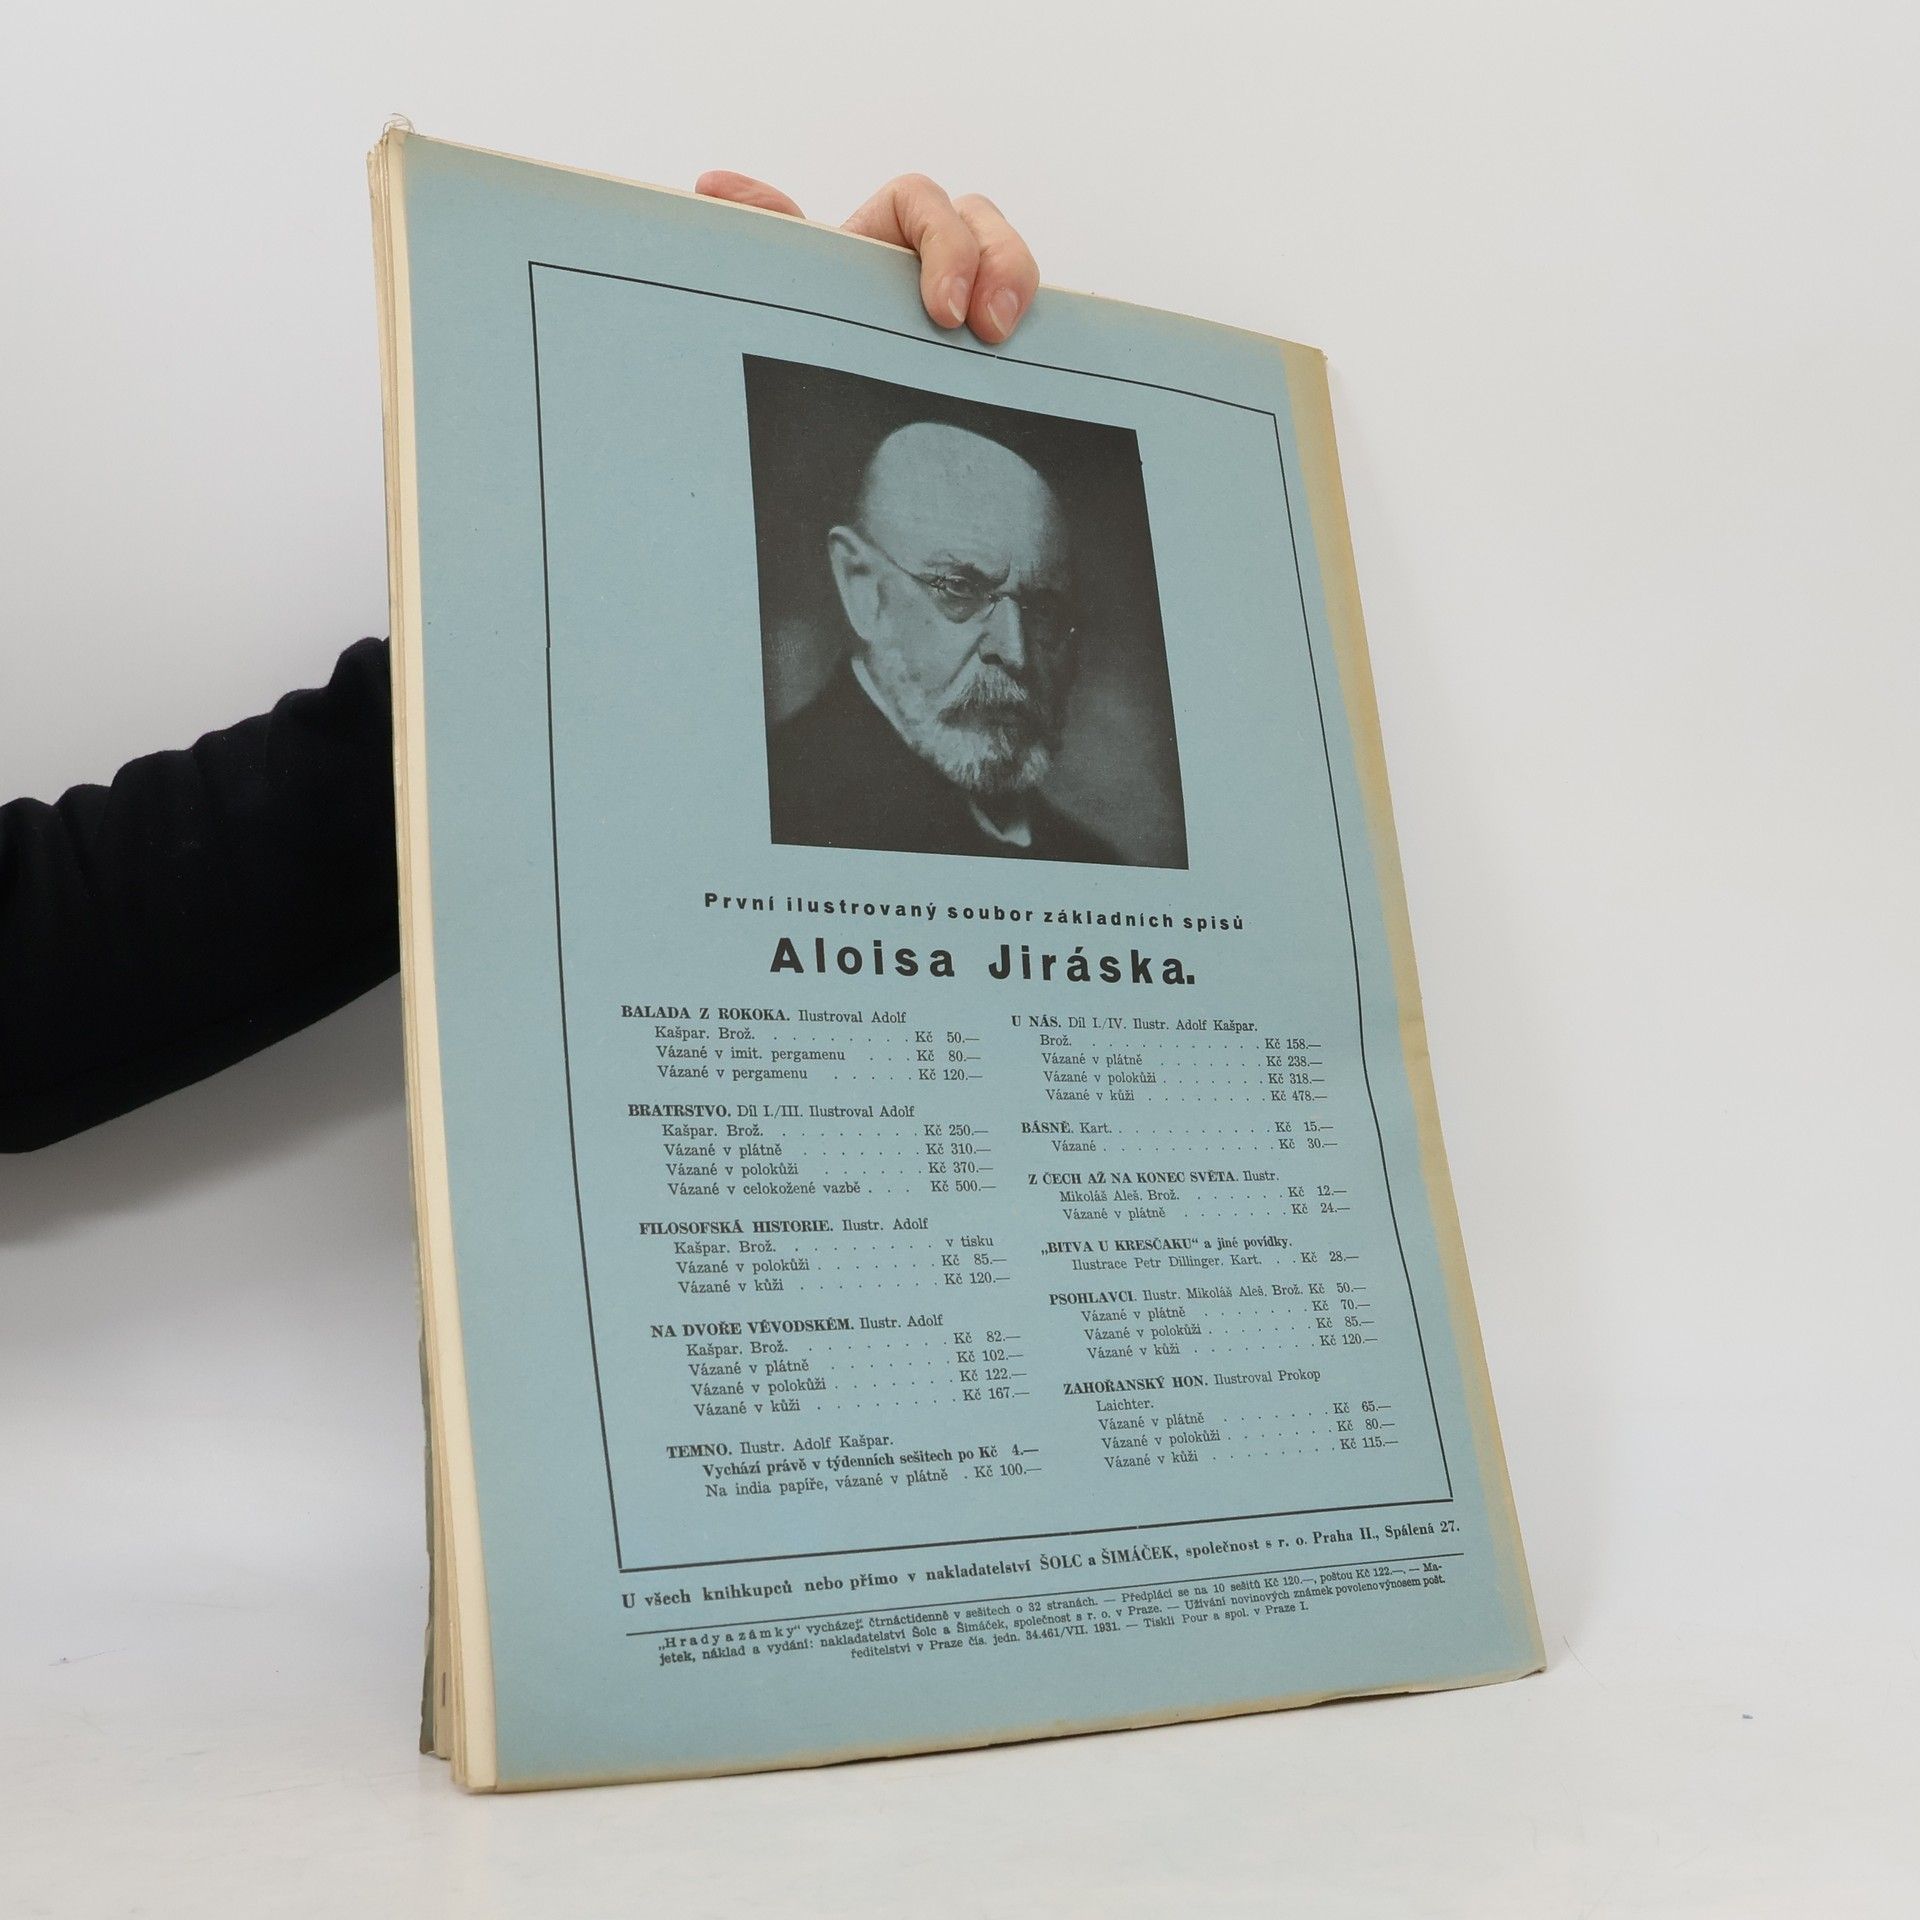 První ilustrovaný soubor základních spisů
Aloisa Jiráska.
BALADA Z ROKOKA. Ilustroval Adolf
Kašpar. Brož. . . . . . . . . Kč 50.—
Vázané v imit. pergamenu . . . Kč 80.—
Vázané v pergamenu . . . . . Kč 120.—
BRATRSTVO. Díl I./III. Ilustroval Adolf
Kašpar. Brož. . . . . . . . . Kč 250.—
Vázané v plátně . . . . . . . Kč 310.—
Vázané v polokůži . . . . . . Kč 370.—
Vázané v celokožené vazbě . . . Kč 500.—
FILOSOFSKÁ HISTORIE. Ilustr. Adolf
Kašpar. Brož. . . . . . . . . v tisku
Vázané v polokůži . . . . . . . Kč 85.—
Vázané v kůži . . . . . . . . Kč 120.—
NA DVOŘE VÉVODSKÉM. Ilustr. Adolf
Kašpar. Brož. . . . . . . . . Kč 82.—
Vázané v plátně . . . . . . . Kč 102.—
Vázané v polokůži . . . . . . . Kč 122.—
Vázané v kůži . . . . . . . . Kč 167.—
TEMNO. Ilustr. Adolf Kašpar.
Vychází právě v týdenních sešitech po Kč 4.—
Na india papíře, vázané v plátně . Kč 100.—
U NÁS. Díl I./IV. Ilustr. Adolf Kašpar.
Brož. . . . . . . . . . . . Kč 158.—
Vázané v plátně . . . . . . . Kč 238.—
Vázané v polokůži . . . . . . . Kč 318.—
Vázané v kůži . . . . . . . . Kč 478.—
BÁSNĚ. Kart. . . . . . . . . . . Kč 15.—
Vázané . . . . . . . . . . . Kč 30.—
Z ČECH AŽ NA KONEC SVĚTA. Ilustr.
Mikoláš Aleš. Brož. . . . . . . Kč 12.—
Vázané v plátně . . . . . . . Kč 24.—
„BITVA U KRESČAKU“ a jiné povídky.
Ilustrace Petr Dillinger. Kart. . . Kč 28.—
PSOHLAVCI. Ilustr. Mikoláš Aleš. Brož. Kč 50.—
Vázané v plátně . . . . . . . Kč 70.—
Vázané v polokůži . . . . . . . Kč 85.—
Vázané v kůži . . . . . . . . Kč 120.—
ZAHOŘANSKÝ HON. Ilustroval Prokop
Laichter.
Vázané v plátně . . . . . . . Kč 65.—
Vázané v polokůži . . . . . . . Kč 80.—
Vázané v kůži . . . . . . . . Kč 115.—
U všech knihkupců nebo přímo v nakladatelství ŠOLC a ŠIMÁČEK, společnost s r. o. Praha II., Spálená 27.
„Hrady a zámky“ vycházejí čtrnáctidenně v sešitech o 32 stranách. — Předplácí se na 10 sešitů Kč 120.—, poštou Kč 122.—. — Ma-
jetek, náklad a vydání: nakladatelství Šolc a Šimáček, společnost s r. o. v Praze. — Užívání novinových známek povoleno výnosem pošt.
ředitelství v Praze čís. jedn. 34.461/VII. 1931. — Tiskli Pour a spol. v Praze I.